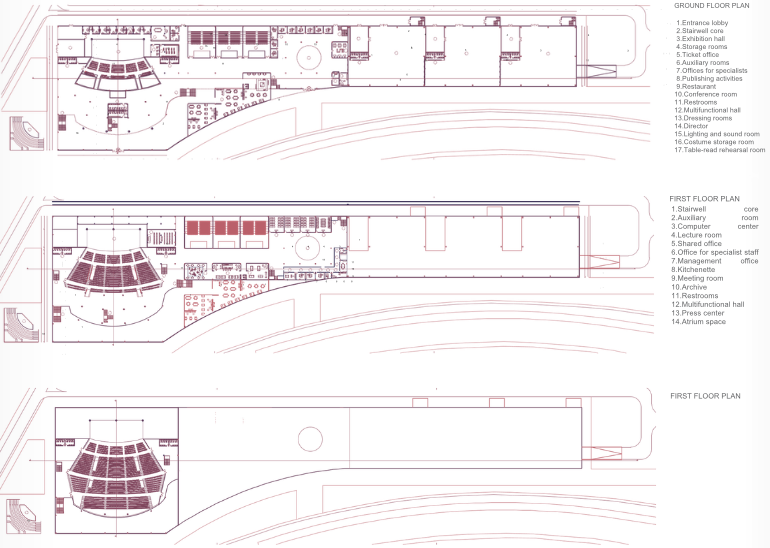 GROUND FLOOR PLAN
1.Entrance lobby
2.Stairwell core
3.Exhibition hall
4.Storage rooms
5.Ticket office
6.Auxiliary rooms
7.Offices for specialists
8.Publishing activities
9.Restaurant
10.Conference room
11.Restrooms
12.Multifunctional hall
13.Dressing rooms
14.Director
15.Lighting and sound room
16.Costume storage room
17.Table-read rehearsal room
FIRST FLOOR PLAN
1.Stairwell core
2.Auxiliary room
3.Computer center
4.Lecture room
5.Shared office
6.Office for specialist staff
7.Management office
8.Kitchenette
9.Meeting room
10.Archive
11.Restrooms
12.Multifunctional hall
13.Press center
14.Atrium space
FIRST FLOOR PLAN